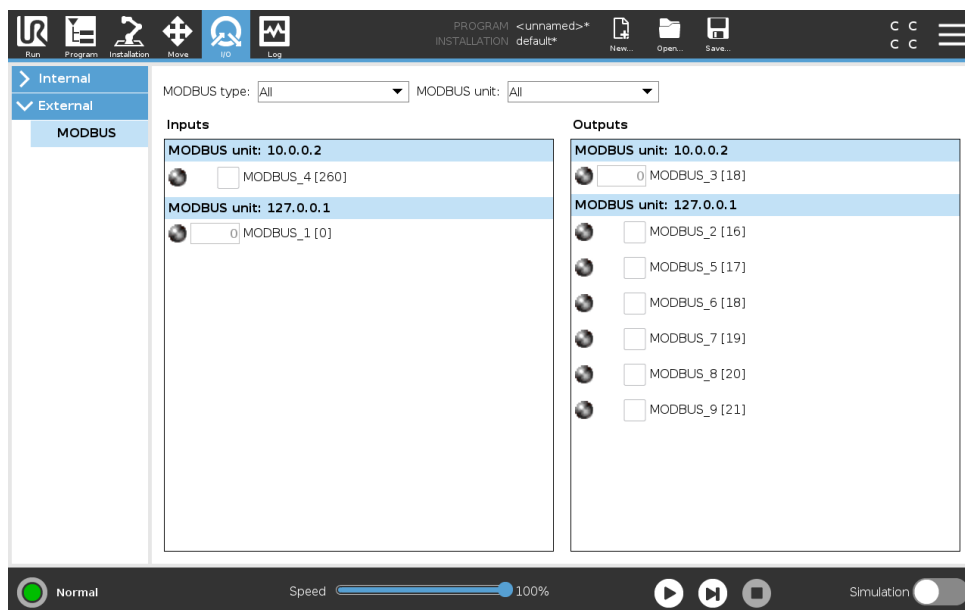 UR
PROGRAM <unnamed>*
INSTALLATION default*
C C
C C
Run Program Installation Move I/O Log New... Open... Save...
Internal
External
MODBUS
MODBUS type: All MODBUS unit: All
Inputs
MODBUS unit: 10.0.0.2
MODBUS_4 [260]
MODBUS unit: 127.0.0.1
0 MODBUS_1 [0]
Outputs
MODBUS unit: 10.0.0.2
0 MODBUS_3 [18]
MODBUS unit: 127.0.0.1
MODBUS_2 [16]
MODBUS_5 [17]
MODBUS_6 [18]
MODBUS_7 [19]
MODBUS_8 [20]
MODBUS_9 [21]
Normal Speed 100% Simulation